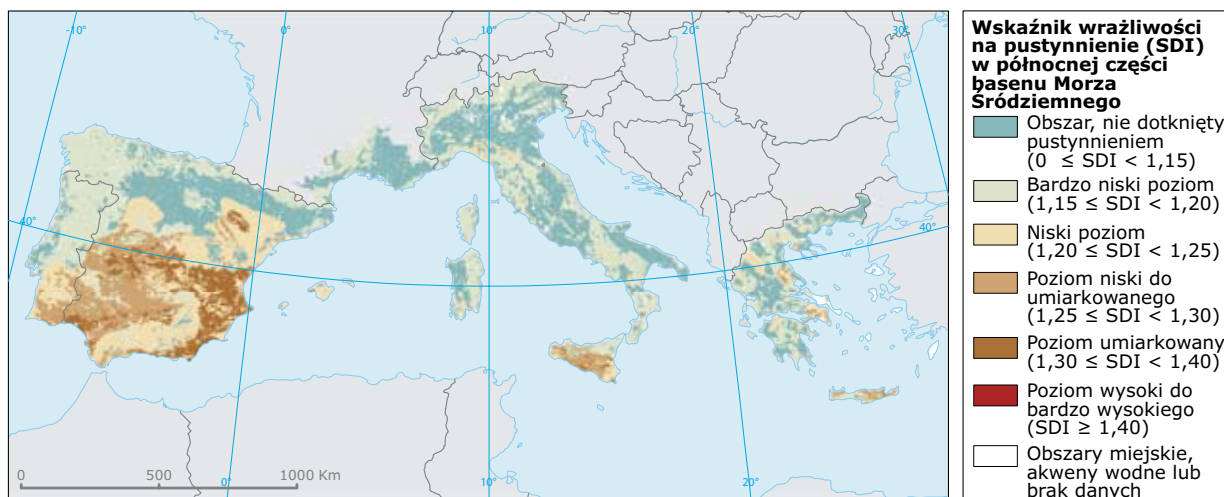 -10°
0°
10°
20°
30°
40°
40°
0
500
1000 Km
0°
10°
20°
Wskaźnik wrażliwości
na pustynnienie (SDI)
w północnej części
basenu Morza
Śródziemnego
Obszar, nie dotknięty
pustynnieniem
(0 ≤ SDI < 1,15)
Bardzo niski poziom
(1,15 ≤ SDI < 1,20)
Niski poziom
(1,20 ≤ SDI < 1,25)
Poziom niski do
umiarkowanego
(1,25 ≤ SDI < 1,30)
Poziom umiarkowany
(1,30 ≤ SDI < 1,40)
Poziom wysoki do
bardzo wysokiego
(SDI ≥ 1,40)
Obszary miejskie,
akweny wodne lub
brak danych